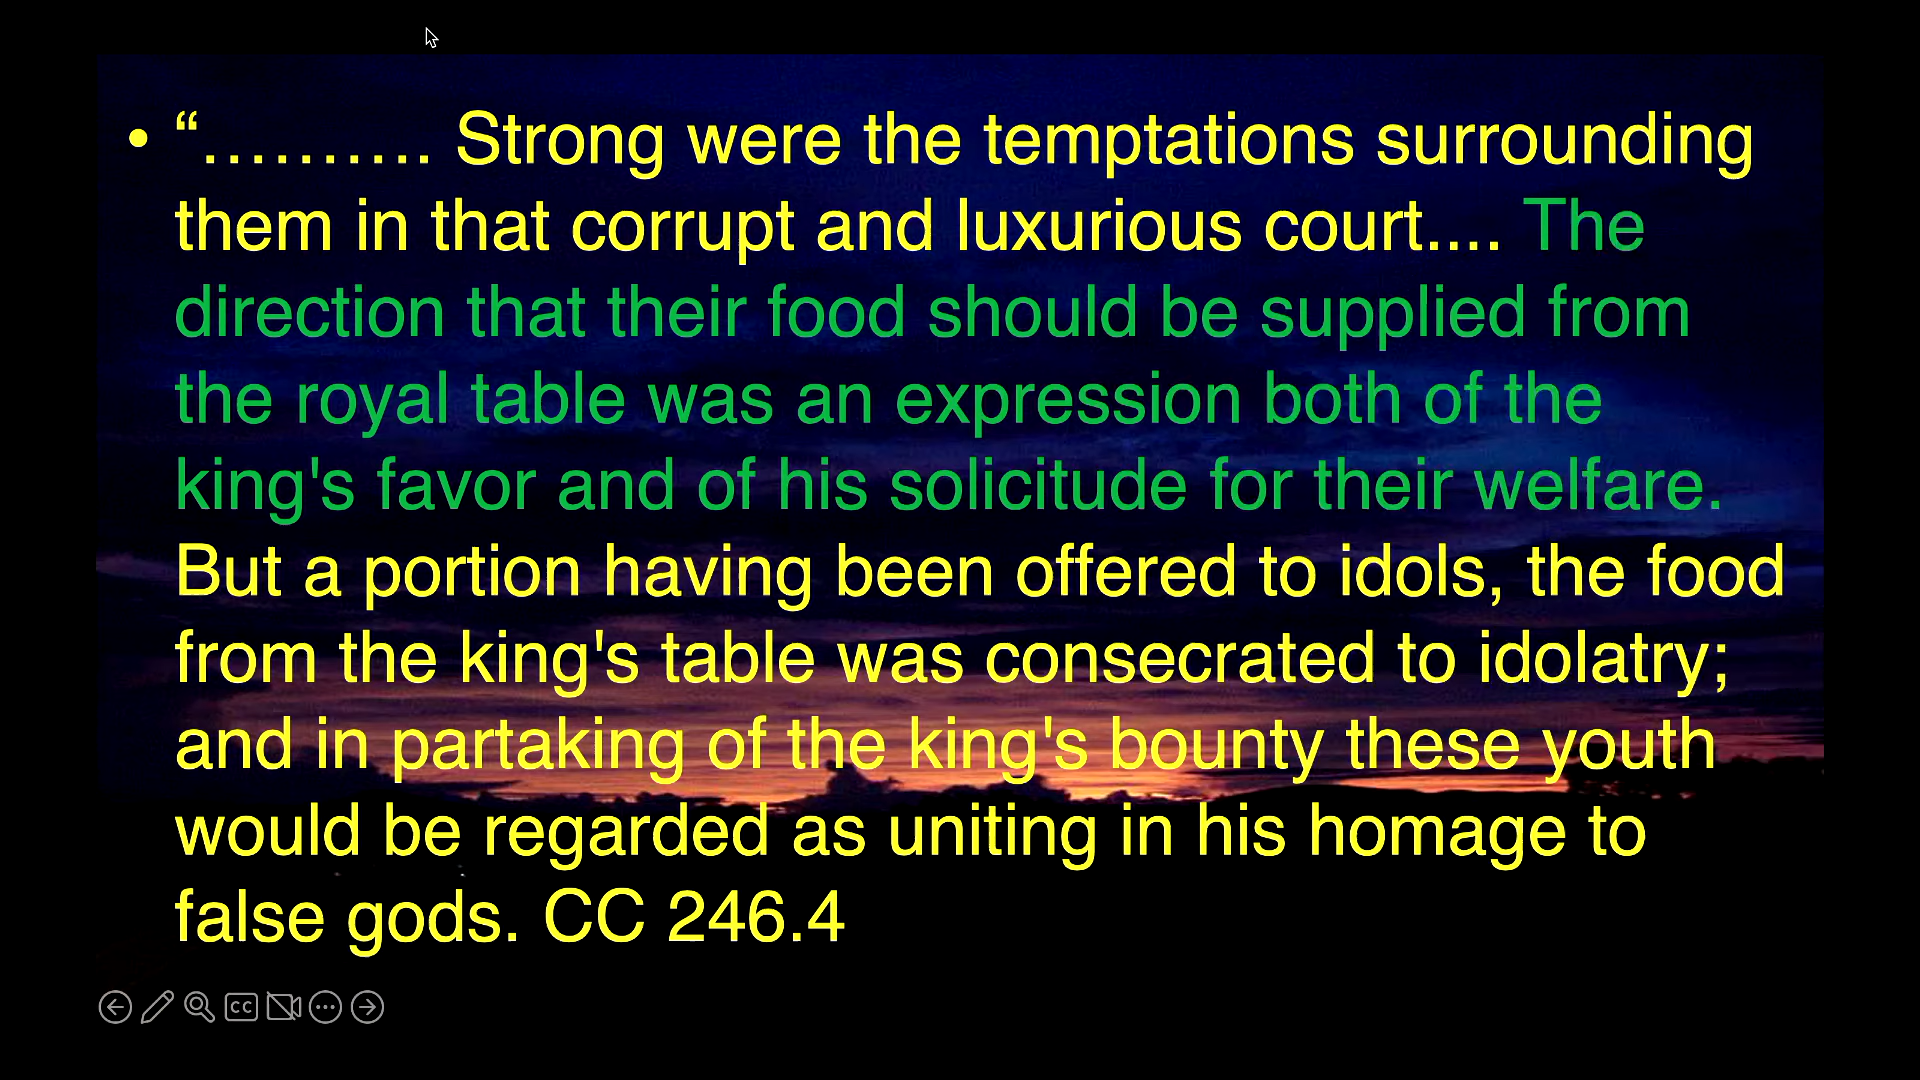 • “.......... Strong were the temptations surrounding
them in that corrupt and luxurious court.... The
direction that their food should be supplied from
the royal table was an expression both of the
king's favor and of his solicitude for their welfare.
But a portion having been offered to idols, the food
from the king's table was consecrated to idolatry;
and in partaking of the king's bounty these youth
would be regarded as uniting in his homage to
false gods. CC 246.4
CC